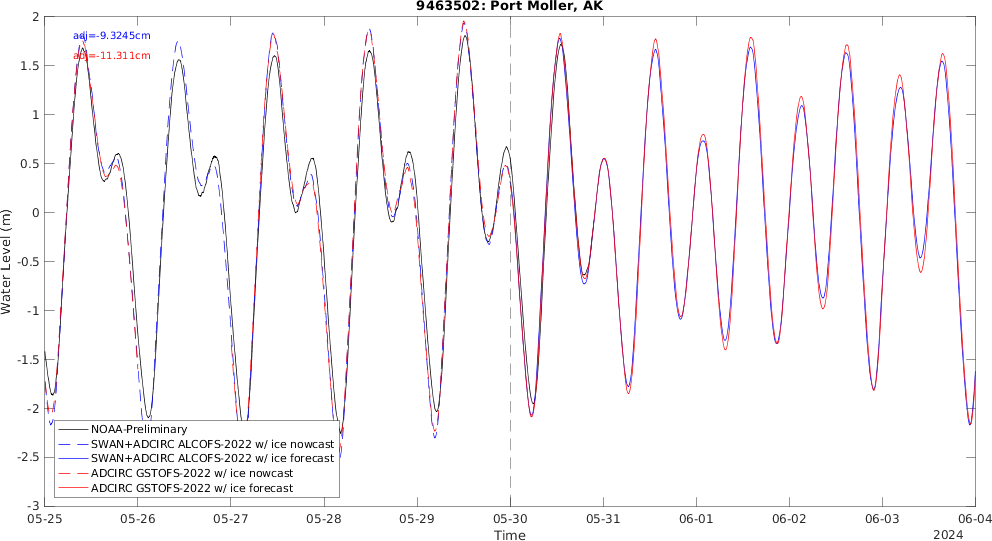 9463502: Port Moller, AK
adj=-9.3245cm
adj=-11.311cm
2
1.5
1
0.5
0
-0.5
-1
-1.5
-2
-2.5
-3
Water Level (m)
NOAA-Preliminary
SWAN+ADCIRC ALCOFS-2022 w/ ice nowcast
SWAN+ADCIRC ALCOFS-2022 w/ ice forecast
ADCIRC GSTOFS-2022 w/ ice nowcast
ADCIRC GSTOFS-2022 w/ ice forecast
05-25 05-26 05-27 05-28 05-29 05-30 05-31 06-01 06-02 06-03 06-04
Time
2024